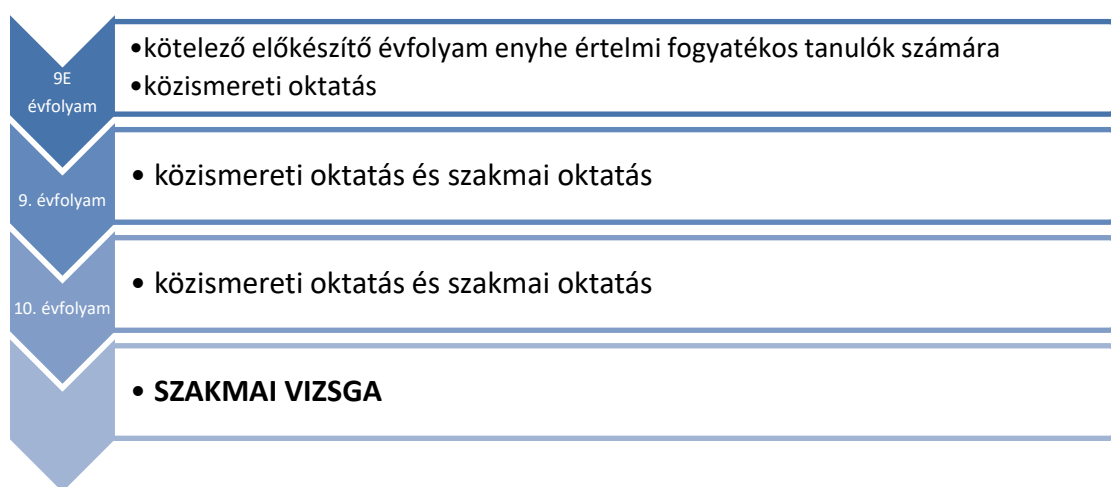 9E
évfolyam
•kötelező előkészítő évfolyam enyhe értelmi fogyatékos tanulók számára
•közismereti oktatás
9. évfolyam
• közismereti oktatás és szakmai oktatás
10. évfolyam
• közismereti oktatás és szakmai oktatás
• SZAKMAI VIZSGA